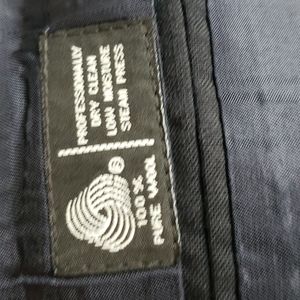 PROFESSIONALLY
DRY CLEAN
LOW MOISTURE
STEAM PRESS
®
100%
PURE WOOL